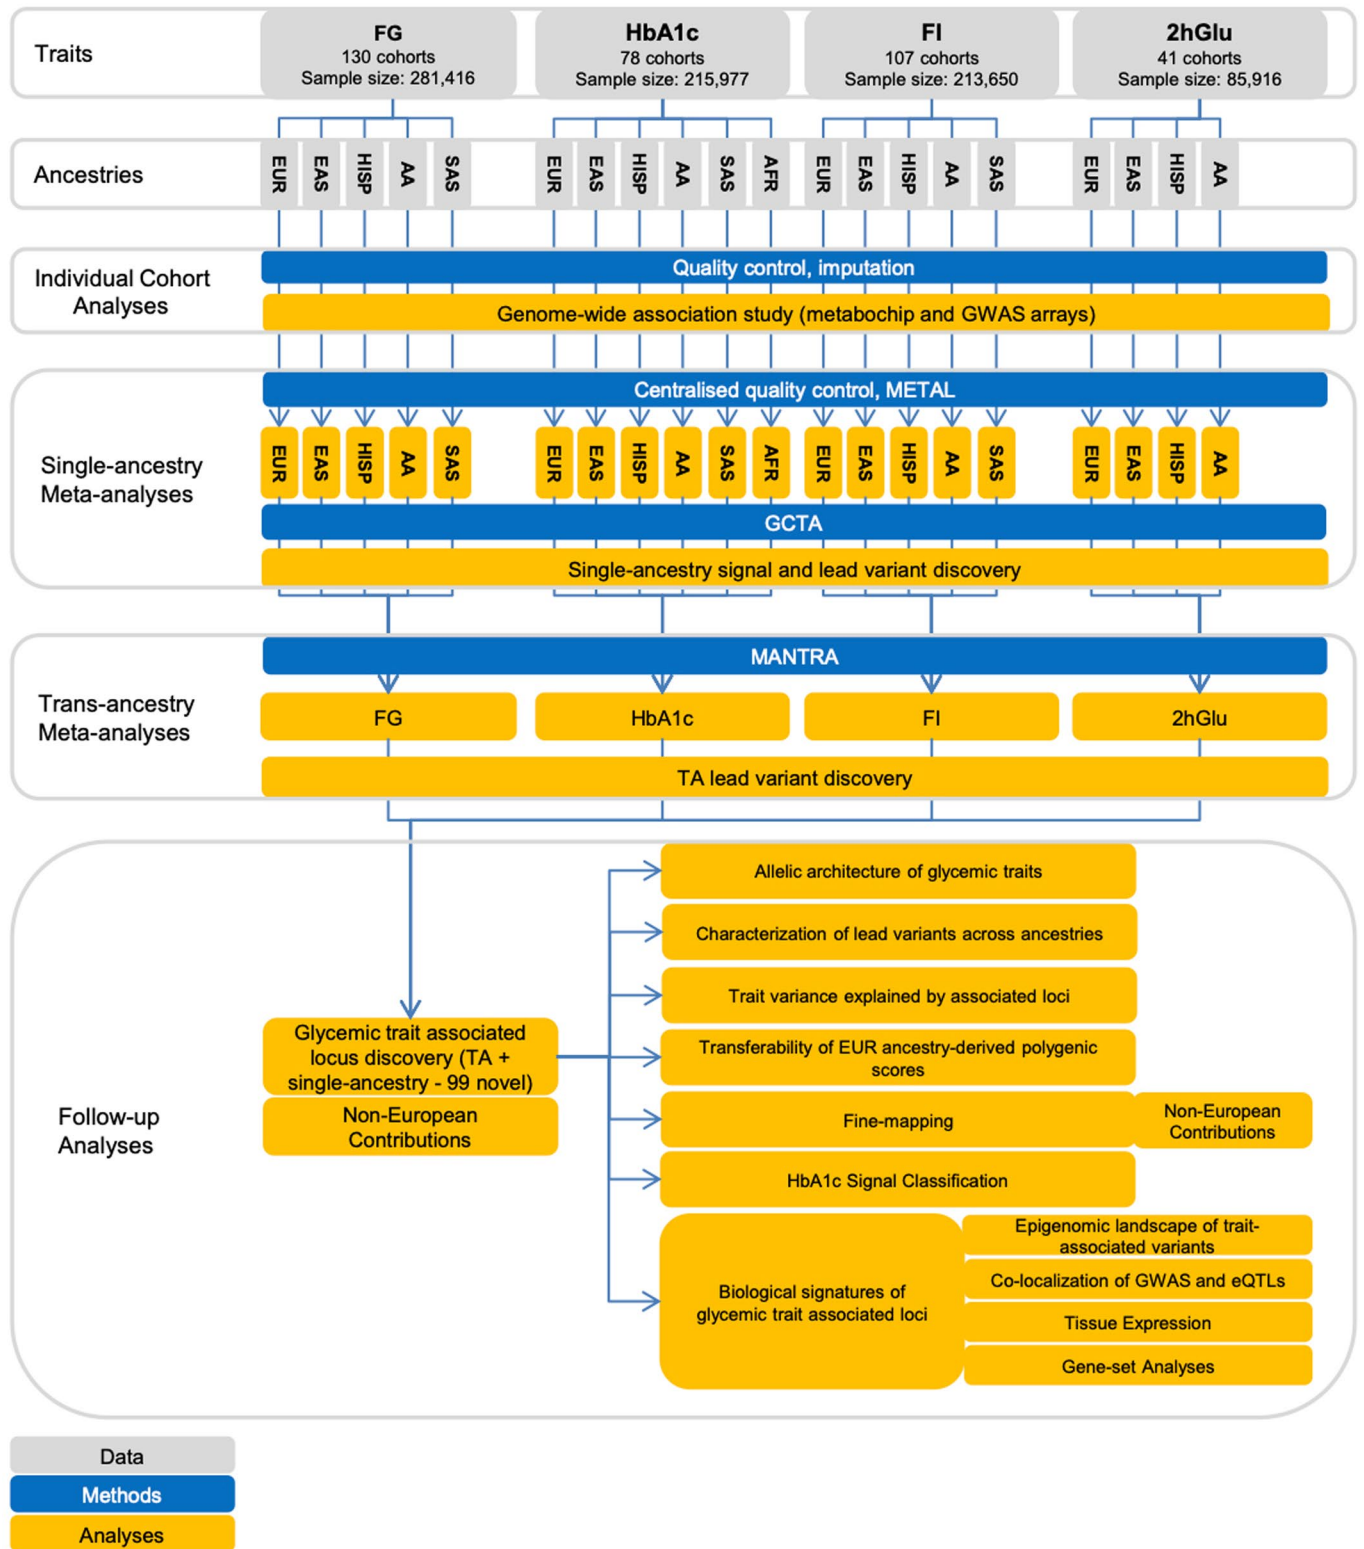 Traits
FG
130 cohorts
Sample size: 281,416
HbA1c
78 cohorts
Sample size: 215,977
FI
107 cohorts
Sample size: 213,650
2hGlu
41 cohorts
Sample size: 85,916
Ancestries
EUR
EAS
HISP
AA
SAS
EUR
EAS
HISP
AA
SAS
AFR
EUR
EAS
HISP
AA
SAS
EUR
EAS
HISP
AA
Individual Cohort
Analyses
Quality control, imputation
Genome-wide association study (metabochip and GWAS arrays)
Single-ancestry
Meta-analyses
Centralised quality control, METAL
EUR
EAS
HISP
AA
SAS
EUR
EAS
HISP
AA
SAS
AFR
EUR
EAS
HISP
AA
SAS
EUR
EAS
HISP
AA
GCTA
Single-ancestry signal and lead variant discovery
Trans-ancestry
Meta-analyses
MANTRA
FG
HbA1c
FI
2hGlu
TA lead variant discovery
Follow-up
Analyses
Glycemic trait associated
locus discovery (TA +
single-ancestry - 99 novel)
Non-European
Contributions
Allelic architecture of glycemic traits
Characterization of lead variants across ancestries
Trait variance explained by associated loci
Transferability of EUR ancestry-derived polygenic
scores
Fine-mapping
Non-European
Contributions
HbA1c Signal Classification
Biological signatures of
glycemic trait associated loci
Epigenomic landscape of trait-
associated variants
Co-localization of GWAS and eQTLs
Tissue Expression
Gene-set Analyses
Data
Methods
Analyses